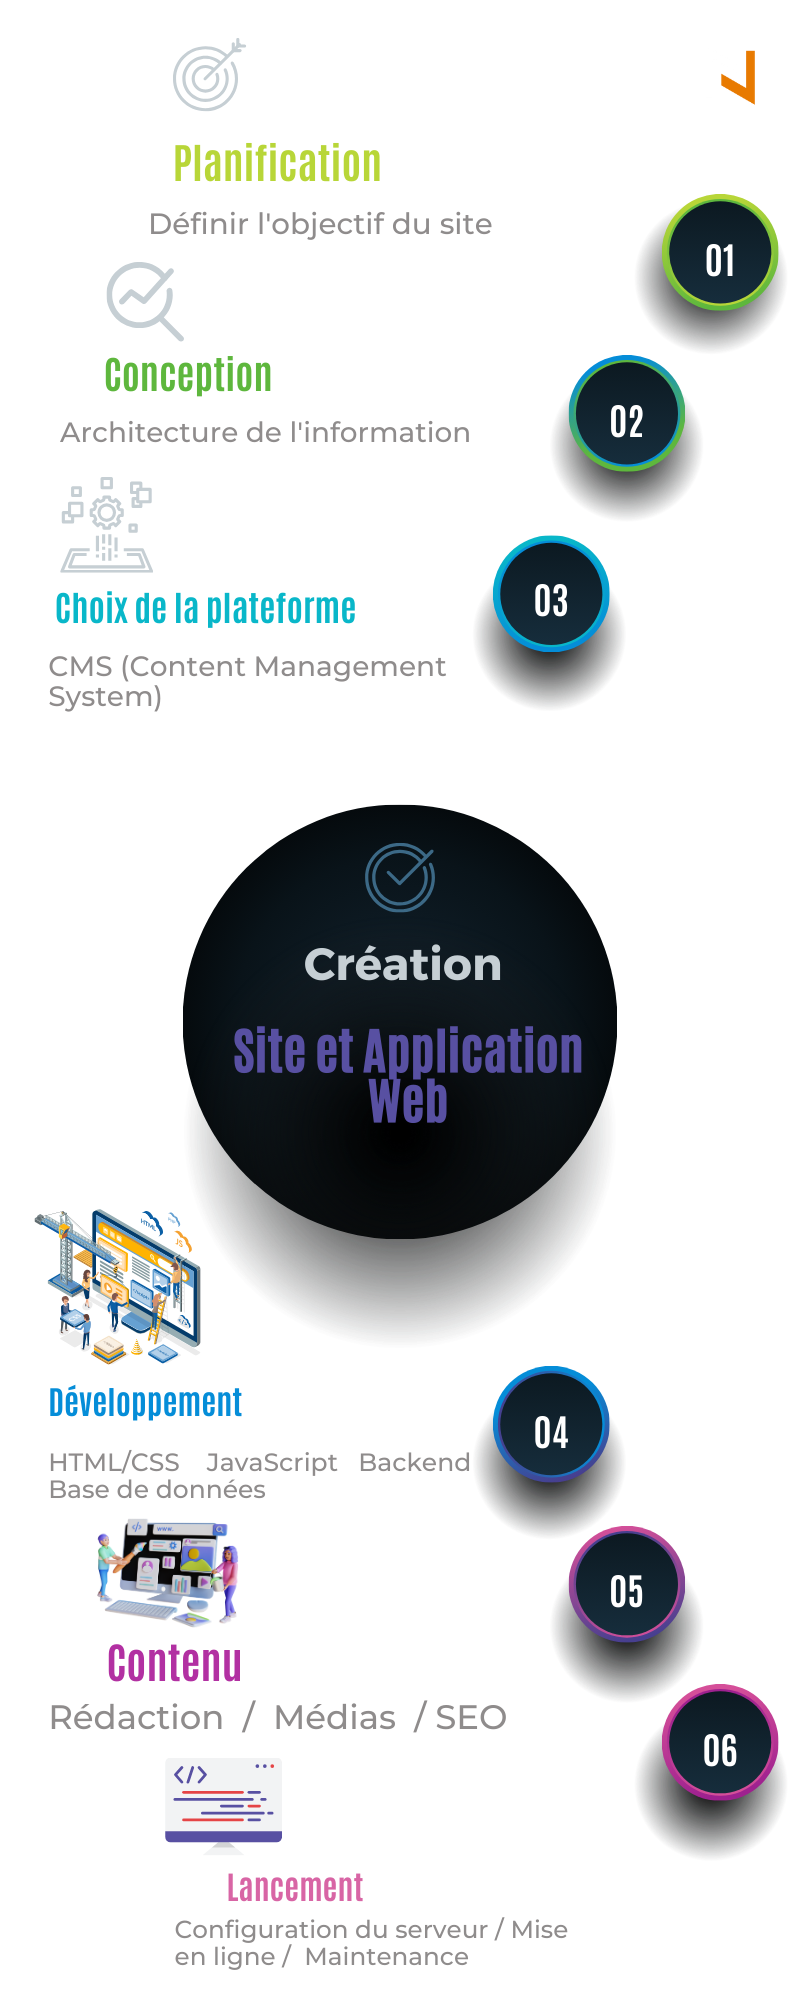 Planification
Définir l'objectif du site
01
Conception
Architecture de l'information
02
Choix de la plateforme
CMS (Content Management
System)
03
Création
Site et Application
Web
HTML
JS
Développement
HTML/CSS JavaScript Backend
Base de données
04
</>
www.
Contenu
Rédaction / Médias / SEO
05
</>
06
Lancement
Configuration du serveur / Mise
en ligne / Maintenance